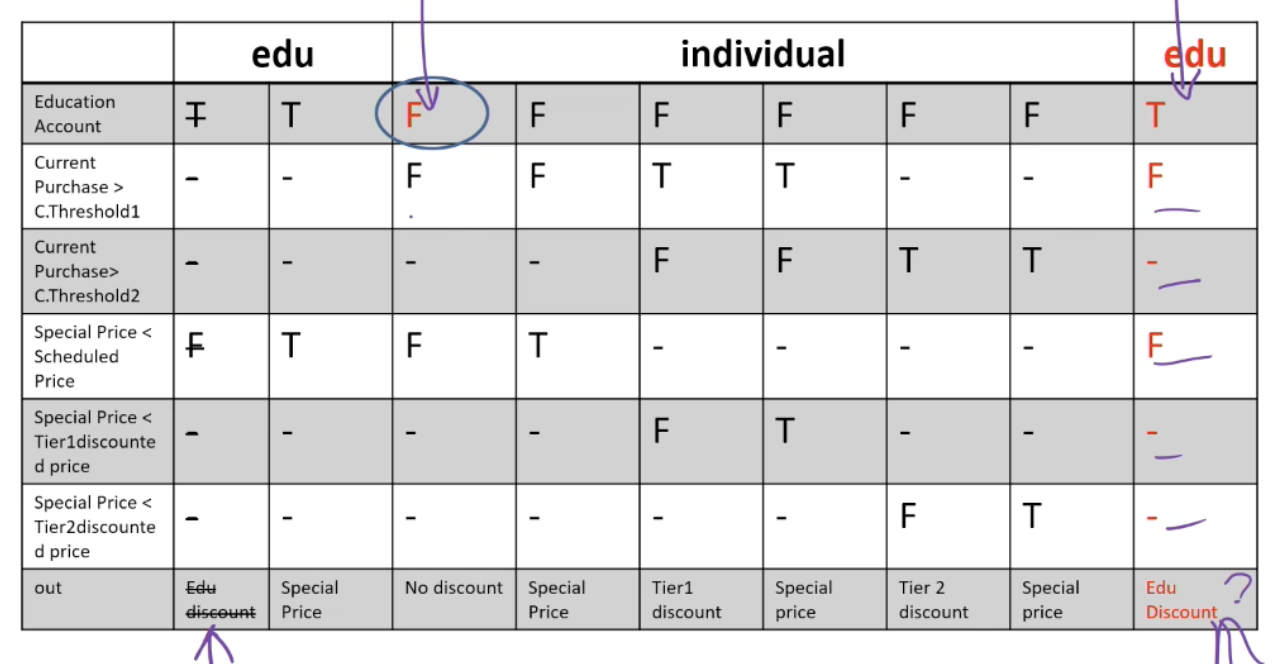 edu individual edu
Education Account T T F F F F F F T
Current Purchase > C.Threshold1 - - F F T T - - F
Current Purchase> C.Threshold2 - - - - F F T T -
Special Price < Scheduled Price F T F T - - - - F
Special Price < Tier1discounte d price - - - - F T - - -
Special Price < Tier2discounte d price - - - - - - F T -
out Edu discount Special Price No discount Special Price Tier1 discount Special price Tier 2 discount Special price Edu Discount ?